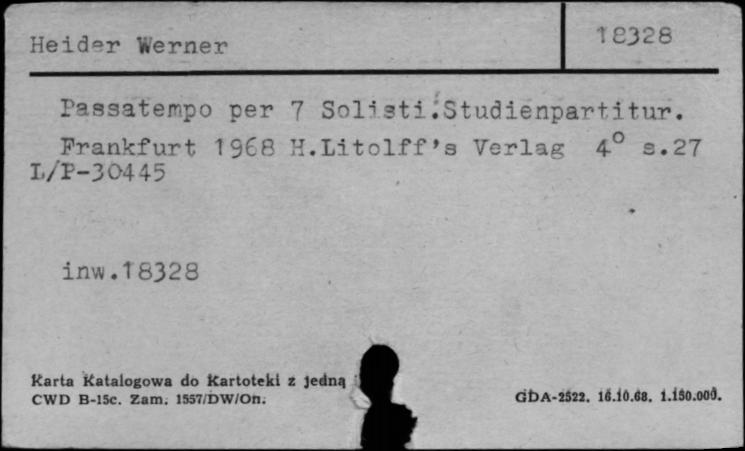 Heider Werner
18328
Passatempo per 7 Solisti.Studienpartitur.
Frankfurt 1968 H.Litolff's Verlag 4° s.27
L/P-30445
inw.18328
Karta Katalogowa do Kartoteki z jedną
CWD B-15c. Zam. 1557/DW/On.
GDA-2522. 16.10.68. 1.150.000.